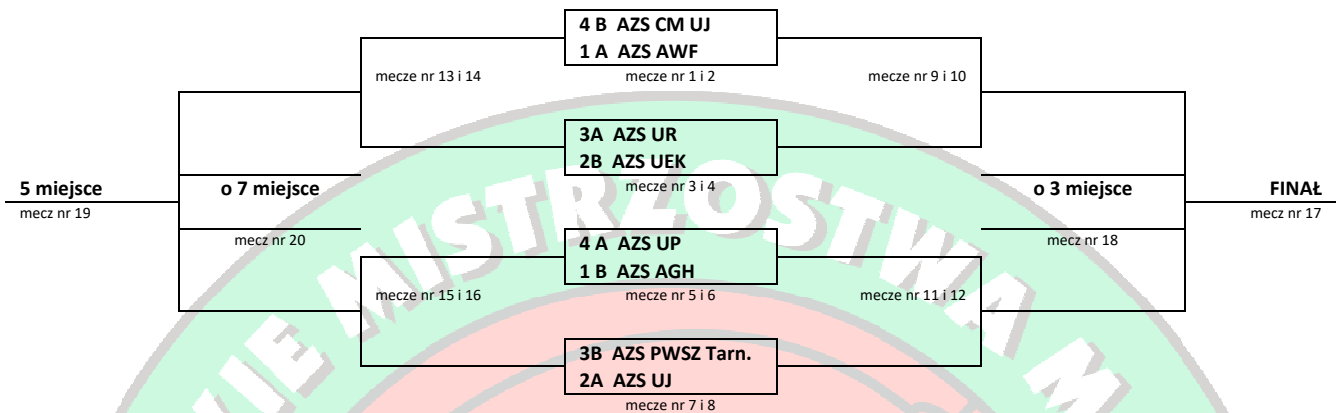 4 B AZS CM UJ
1 A AZS AWF
mecze nr 13 i 14
mecze nr 1 i 2
mecze nr 9 i 10
3A AZS UR
2B AZS UEK
mecze nr 3 i 4
5 miejsce
o 7 miejsce
o 3 miejsce
FINAŁ
mecz nr 19
mecz nr 17
mecz nr 20
mecz nr 18
4 A AZS UP
1 B AZS AGH
mecze nr 15 i 16
mecze nr 5 i 6
mecze nr 11 i 12
3B AZS PWSZ Tarn.
2A AZS UJ
mecze nr 7 i 8
ZIE MISTRZOSTWA M